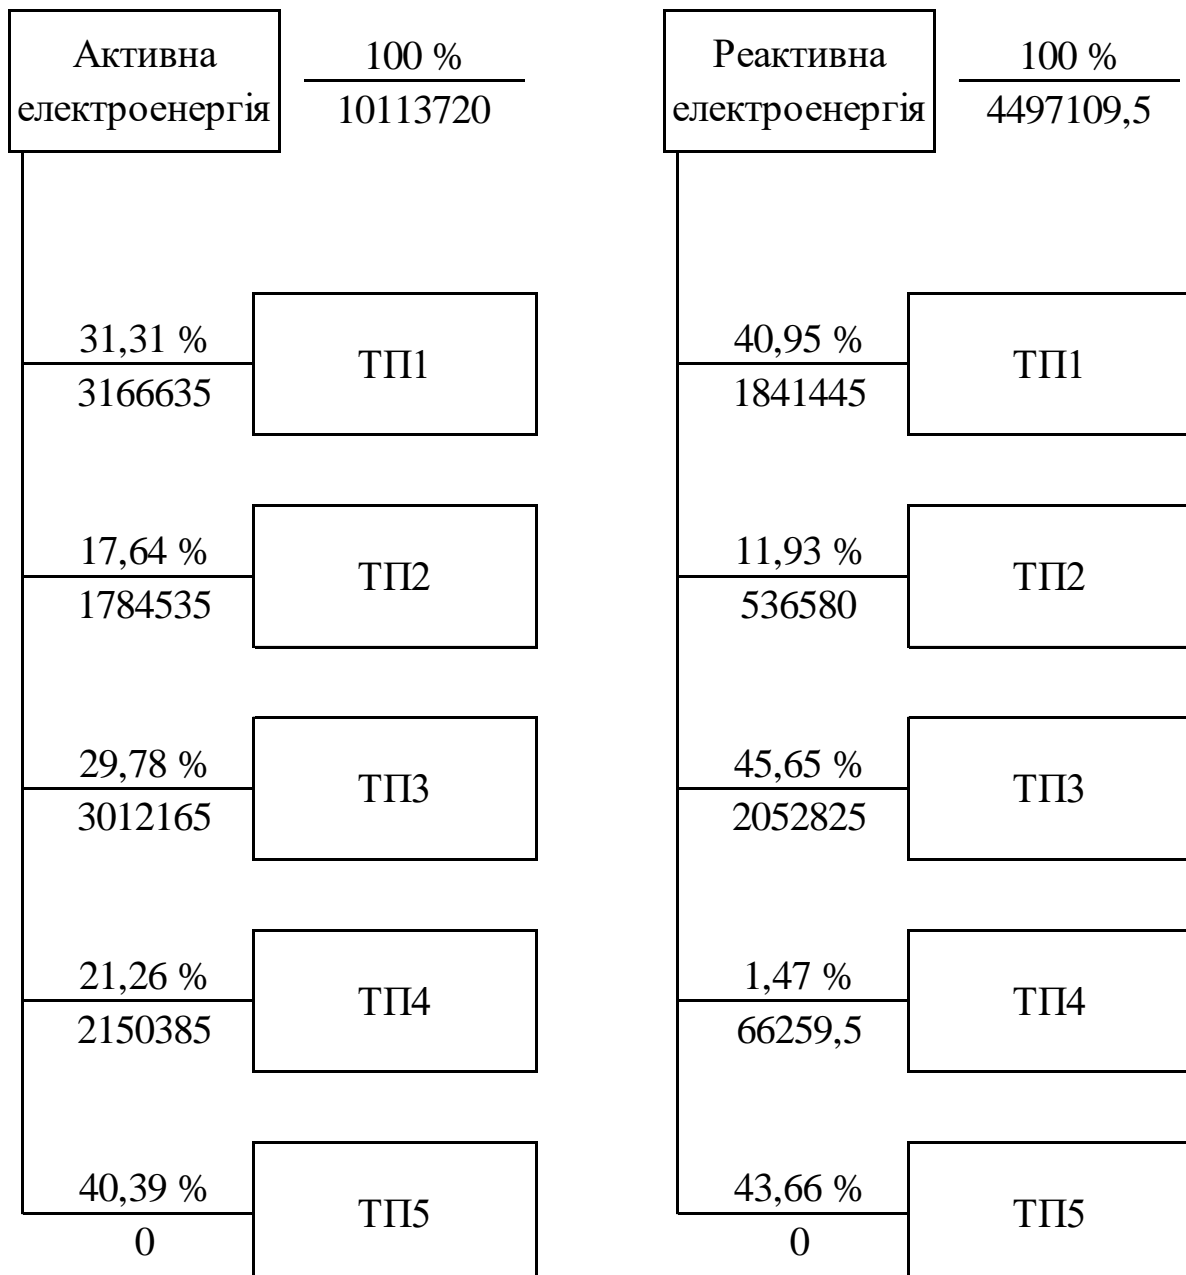 Активна
електроенергія
100 %
10113720
31,31 %
3166635
ТП1
17,64 %
1784535
ТП2
29,78 %
3012165
ТП3
21,26 %
2150385
ТП4
40,39 %
0
ТП5
Реактивна
електроенергія
100 %
4497109,5
40,95 %
1841445
ТП1
11,93 %
536580
ТП2
45,65 %
2052825
ТП3
1,47 %
66259,5
ТП4
43,66 %
0
ТП5